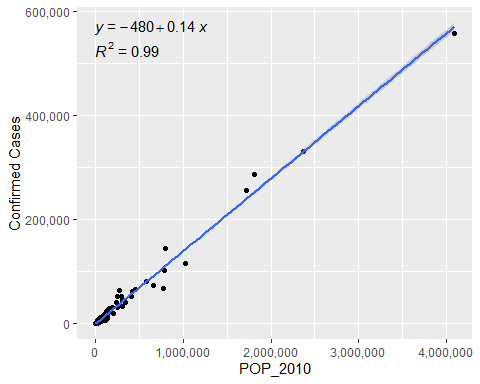 y = −480 + 0.14 x
R² = 0.99
600,000
400,000
200,000
0
Confirmed Cases
0 1,000,000 2,000,000 3,000,000 4,000,000
POP_2010